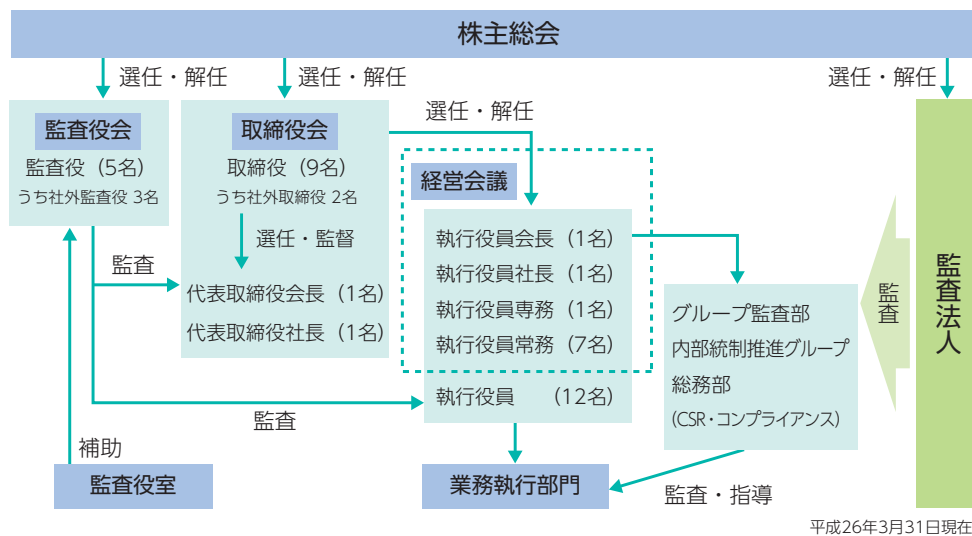 株主総会
選任・解任
選任・解任
選任・解任
監査役会
監査役（5名）
うち社外監査役 3名
取締役会
取締役（9名）
うち社外取締役 2名
選任・監督
代表取締役会長（1名）
代表取締役社長（1名）
選任・解任
経営会議
執行役員会長（1名）
執行役員社長（1名）
執行役員専務（1名）
執行役員常務（7名）
執行役員　（12名）
監査
監査
グループ監査部
内部統制推進グループ
総務部
(CSR・コンプライアンス)
監査
監査法人
補助
監査役室
業務執行部門
監査・指導
平成26年3月31日現在